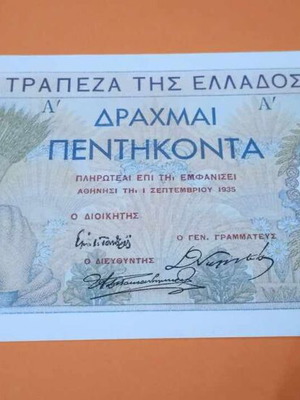 ΤΡΑΠΕΖΑ ΤΗΣ ΕΛΛΑΔΟΣ
Α′ Α′
ΔΡΑΧΜΑΙ
ΠΕΝΤΗΚΟΝΤΑ
ΠΛΗΡΩΤΕΑΙ ΕΠΙ ΤΗι ΕΜΦΑΝΙΣΕΙ
ΑΘΗΝΗΣΙ ΤΗι 1 ΣΕΠΤΕΜΒΡΙΟΥ 1935
Ο ΔΙΟΙΚΗΤΗΣ
Ο ΓΕΝ. ΓΡΑΜΜΑΤΕΥΣ
Ο ΔΙΕΥΘΥΝΤΗΣ